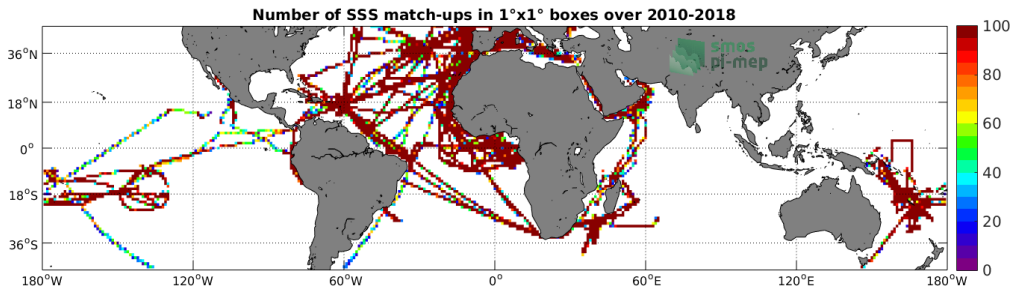 Number of SSS match-ups in 1°x1° boxes over 2010-2018
smos
pi-mep
36°N
18°N
0°
18°S
36°S
180°W
120°W
60°W
0°
60°E
120°E
180°W
100
80
60
40
20
0